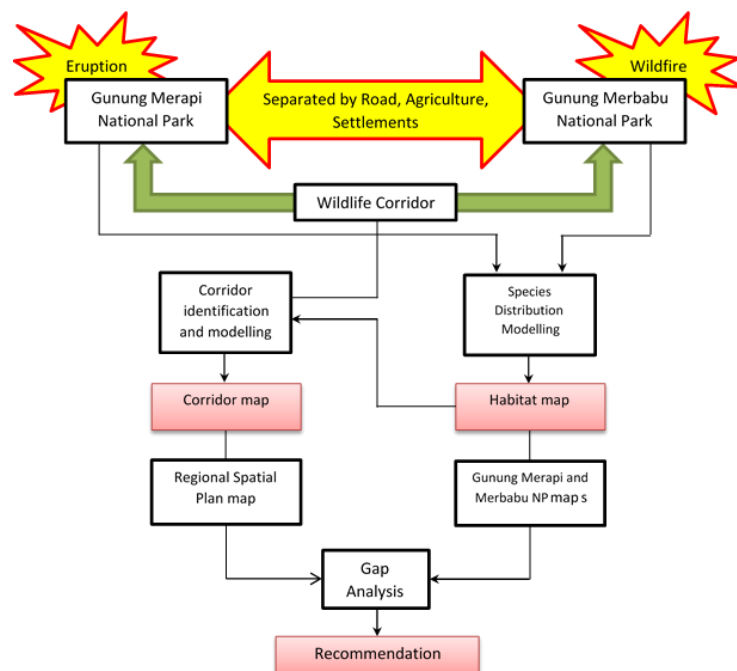 Eruption
Wildfire
Gunung Merapi
National Park
Separated by Road, Agriculture,
Settlements
Gunung Merbabu
National Park
Wildlife Corridor
Corridor
identification
and modelling
Species
Distribution
Modelling
Corridor map
Habitat map
Regional Spatial
Plan map
Gunung Merapi and
Merbabu NP map s
Gap
Analysis
Recommendation